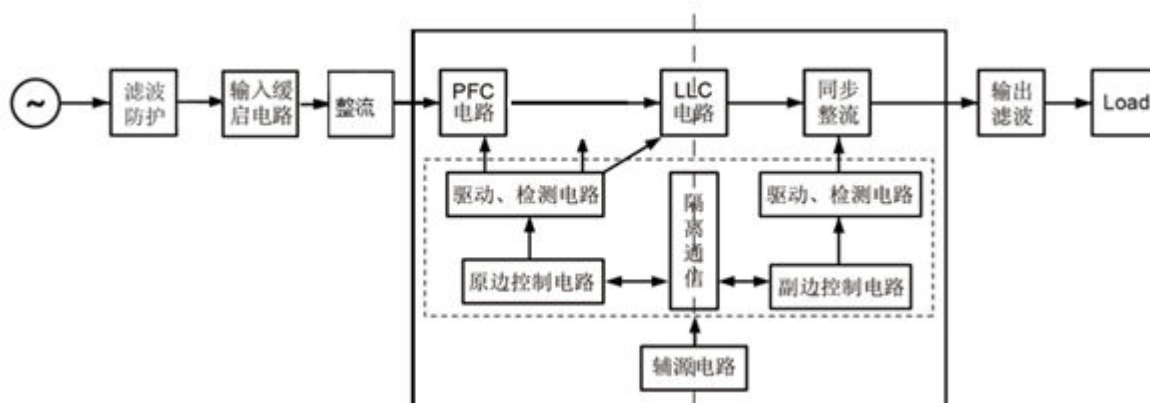 ~
滤波
防护
输入缓
启电路
整流
PFC
电路
LLC
电路
同步
整流
输出
滤波
Load
驱动、检测电路
隔
离
通
信
驱动、检测电路
原边控制电路
副边控制电路
辅源电路